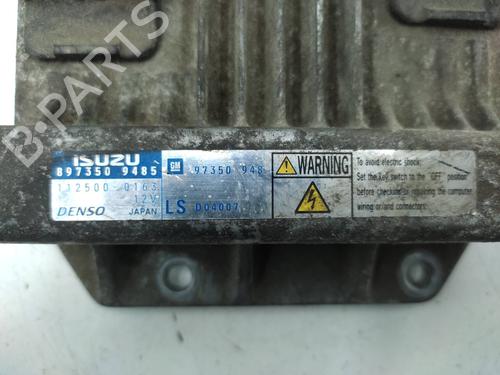 B-PARTS
ISUZU
897350 9485
GM 97350 948
112500-0163
12V
DENSO JAPAN
LS D04007
WARNING
To avoid electric shock:
Set the Key switch to the "OFF" position
before checking or repairing the computer
wiring or/and connectors.